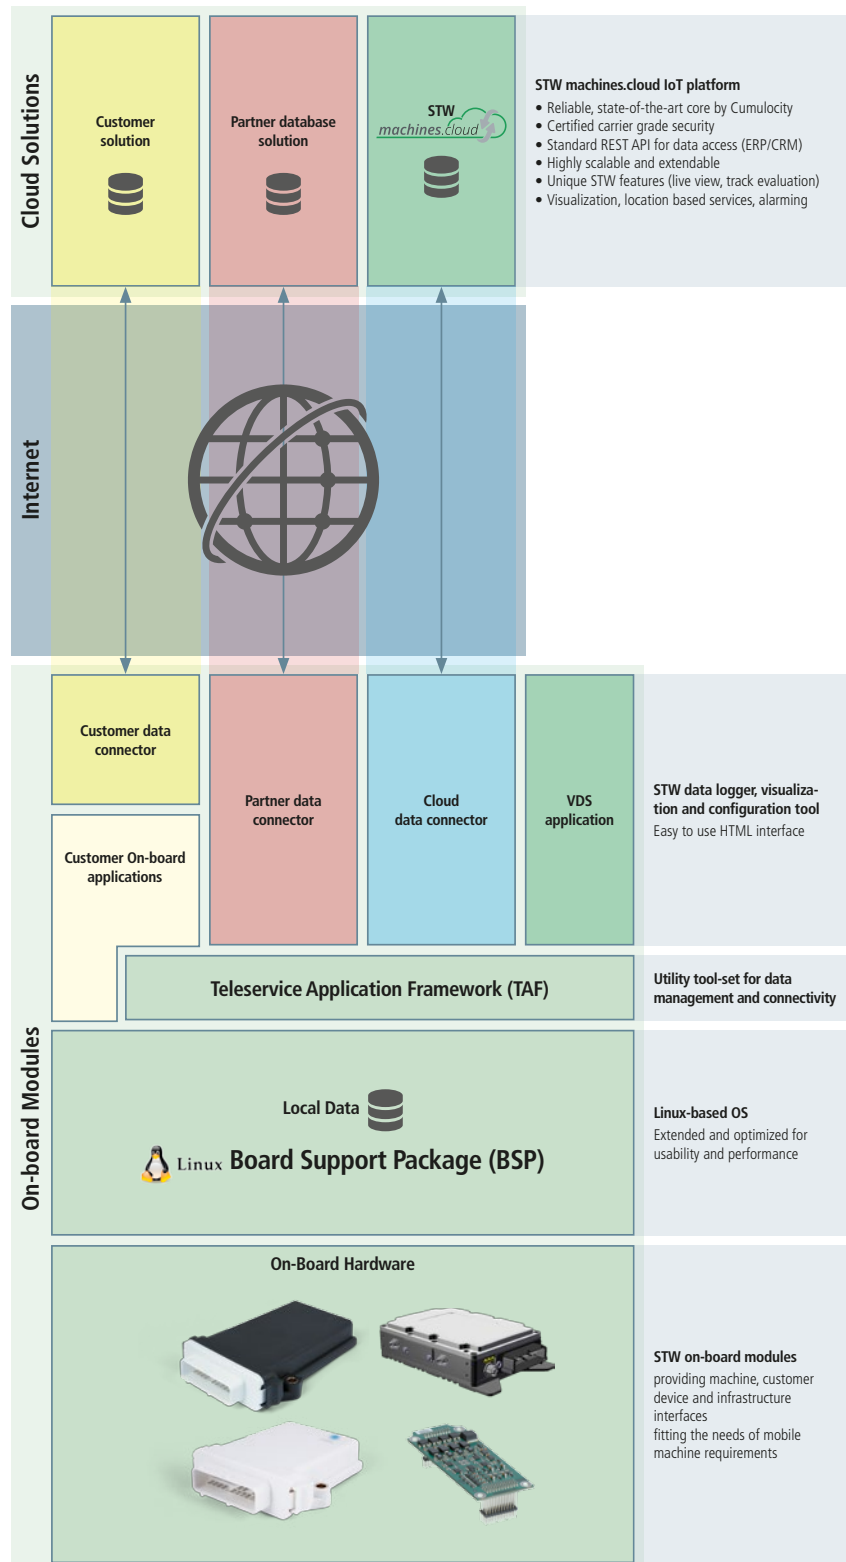 Cloud Solutions
Customer
solution
Partner database
solution
STW
machines.cloud
STW machines.cloud IoT platform
• Reliable, state-of-the-art core by Cumulocity
• Certified carrier grade security
• Standard REST API for data access (ERP/CRM)
• Highly scalable and extendable
• Unique STW features (live view, track evaluation)
• Visualization, location based services, alarming
Internet
On-board Modules
Customer data
connector
Customer On-board
applications
Partner data
connector
Cloud
data connector
VDS
application
STW data logger, visualiza-
tion and configuration tool
Easy to use HTML interface
Teleservice Application Framework (TAF)
Utility tool-set for data
management and connectivity
Local Data
Linux Board Support Package (BSP)
Linux-based OS
Extended and optimized for
usability and performance
On-Board Hardware
STW on-board modules
providing machine, customer
device and infrastructure
interfaces
fitting the needs of mobile
machine requirements